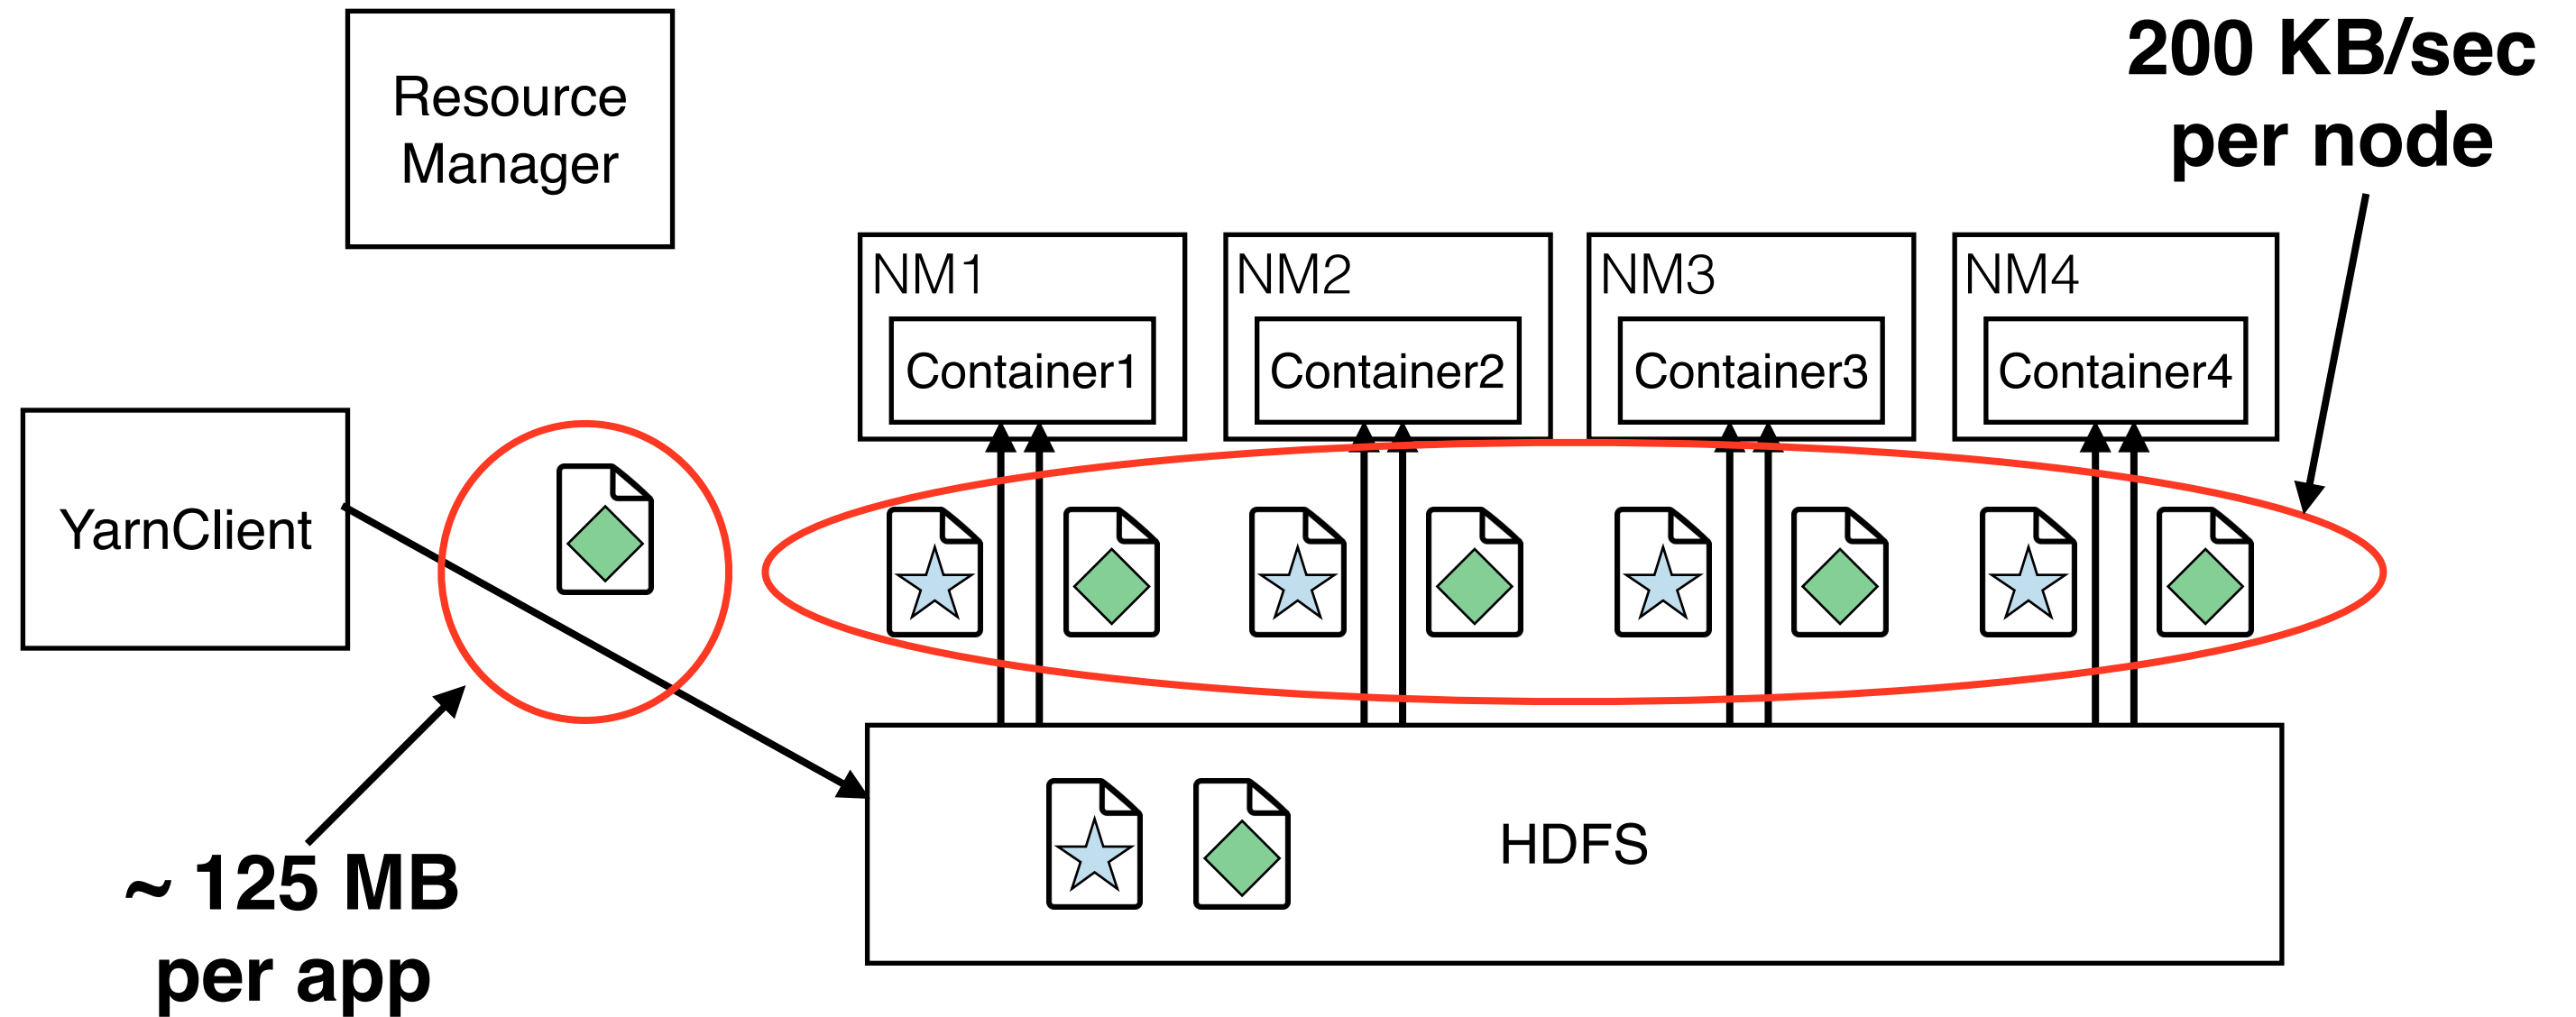 Resource
Manager
200 KB/sec
per node
NM1
Container1
NM2
Container2
NM3
Container3
NM4
Container4
YarnClient
~ 125 MB
per app
HDFS